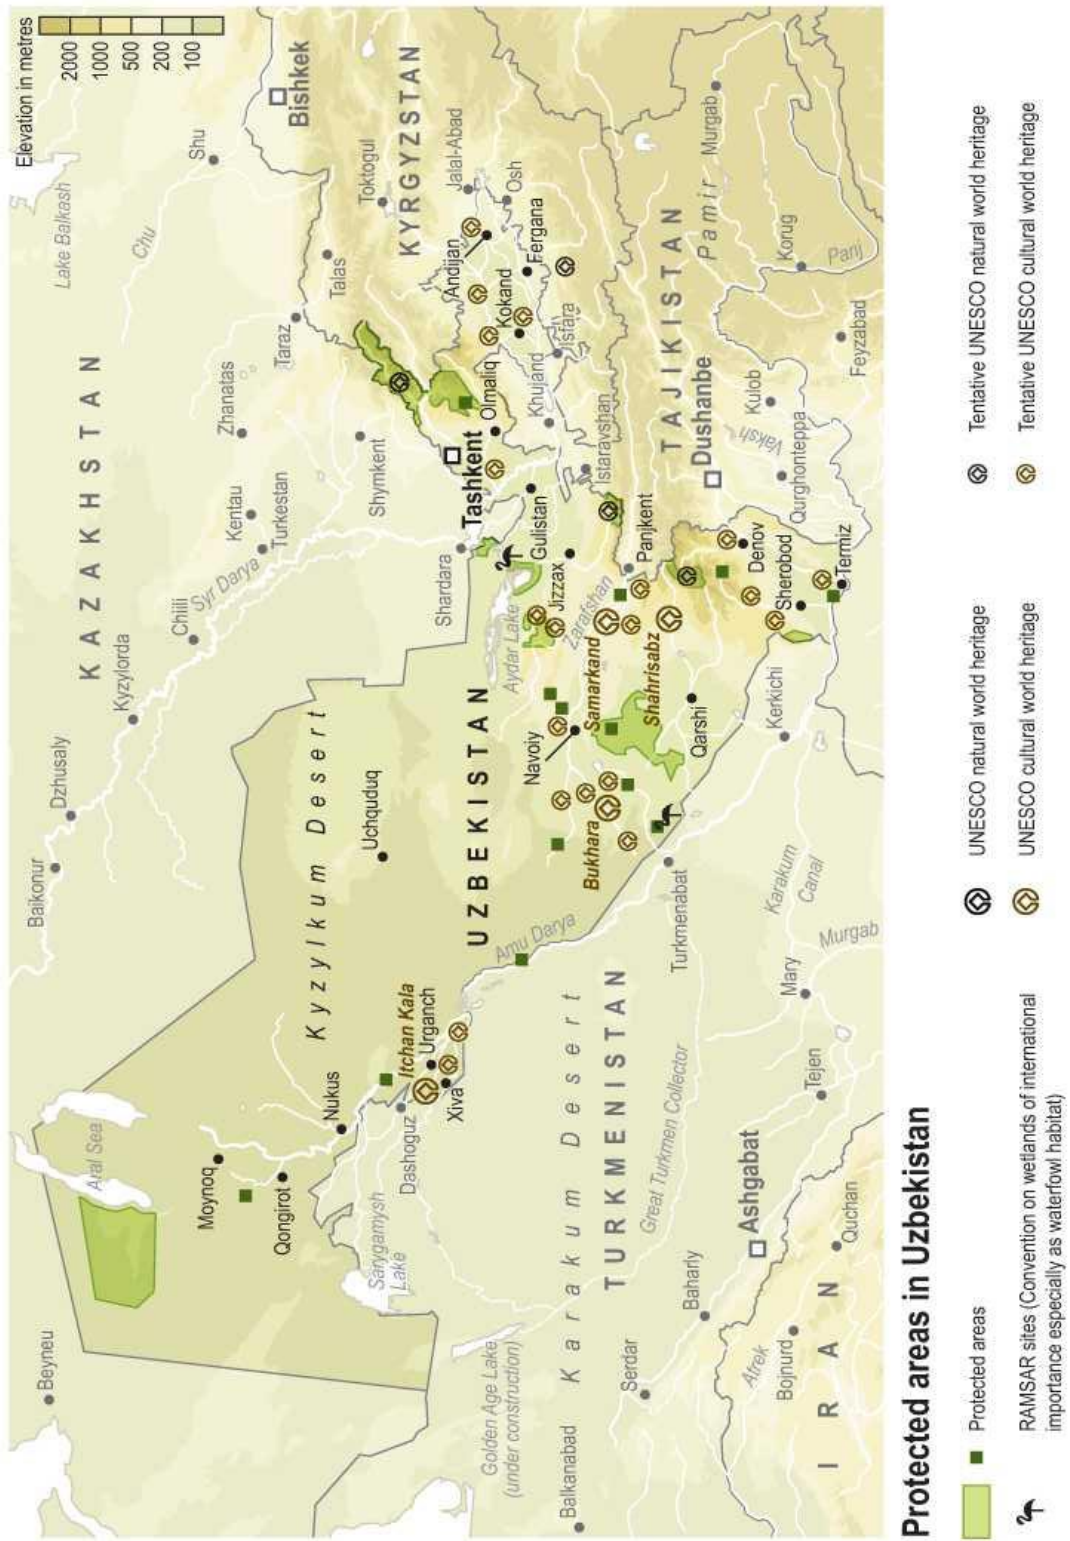 Elevation in metres
2000
1000
500
200
100
Lake Balkash
Shu
Bishkek
Chu
KAZAKHSTAN
Talas
Taraz
Toktogul
KYRGYZSTAN
Jalal-Abad
Osh
Andijan
Fergana
Kokand
Isfara
Zhanatas
Kentau
Turkestan
Shymkent
Syr Darya
Chiili
Kyzylorda
Dzhusaly
Baikonur
Beyneu
Tashkent
Olmaliq
Khujand
Istaravshan
Gulistan
Shardara
Aydar Lake
Jizzax
Zarafshan
Panjkent
TAJIKISTAN
Dushanbe
Pamir
Murgab
Korug
Panj
Feyzabad
Kulob
Vaksh
Qurghonteppa
Denov
Sherobod
Termiz
Samarkand
Shahrisabz
Navoiy
Qarshi
Kerkichi
Bukhara
UZBEKISTAN
Kyzylkum Desert
Uchquduq
Aral Sea
Moynoq
Qongirot
Nukus
Itchan Kala
Urganch
Xiva
Dashoguz
Sarygamysh
Lake
Amu Darya
Turkmenabat
Karakum
Canal
Murgab
Mary
Tejen
Karakum Desert
TURKMENISTAN
Great Turkmen Collector
Ashgabat
Golden Age Lake
(under construction)
Balkanabad
Serdar
Baharly
Atrek
Bojnurd
Quchan
IRAN
Protected areas in Uzbekistan
Protected areas
RAMSAR sites (Convention on wetlands of international
importance especially as waterfowl habitat)
UNESCO natural world heritage
UNESCO cultural world heritage
Tentative UNESCO natural world heritage
Tentative UNESCO cultural world heritage